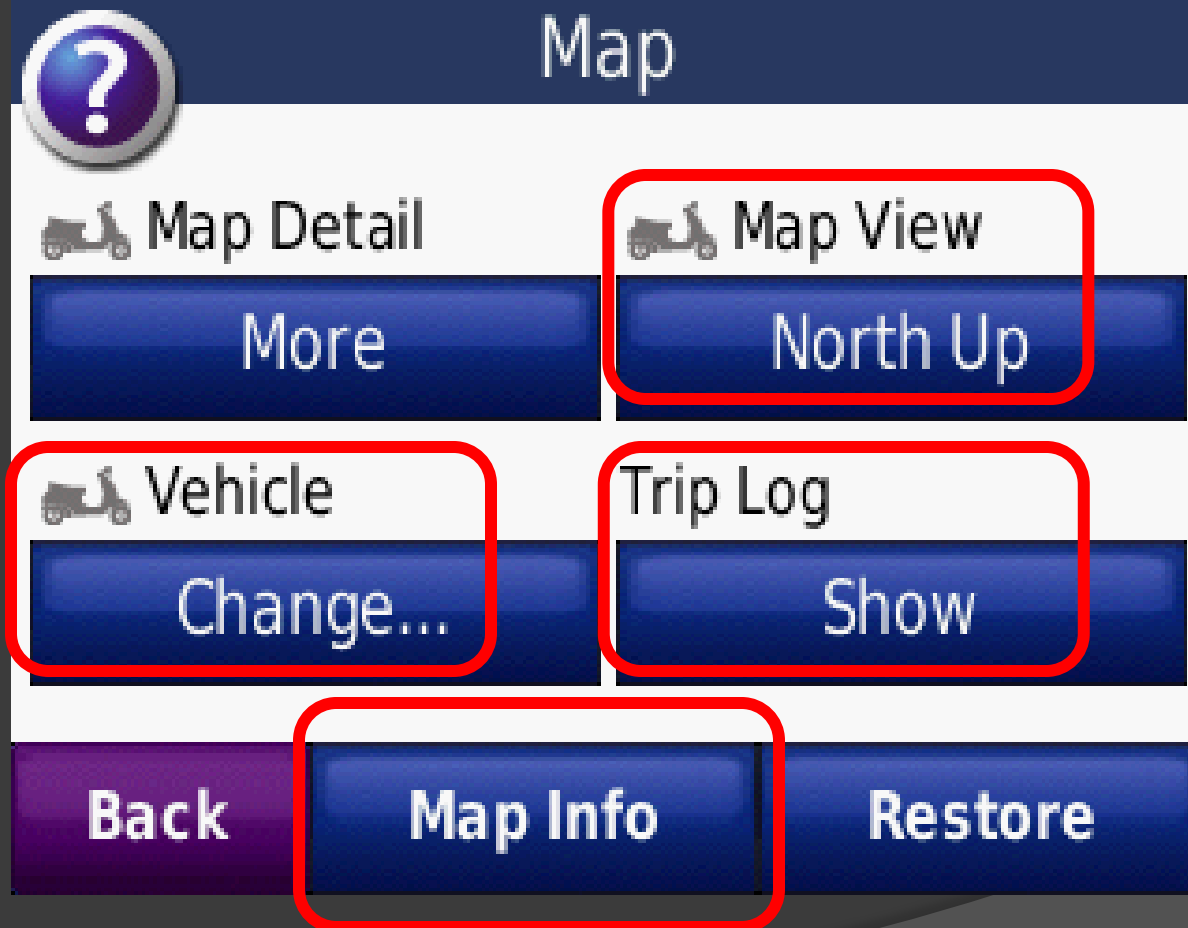 ?
Map
Map Detail
Map View
More
North Up
Vehicle
Trip Log
Change...
Show
Back
Map Info
Restore